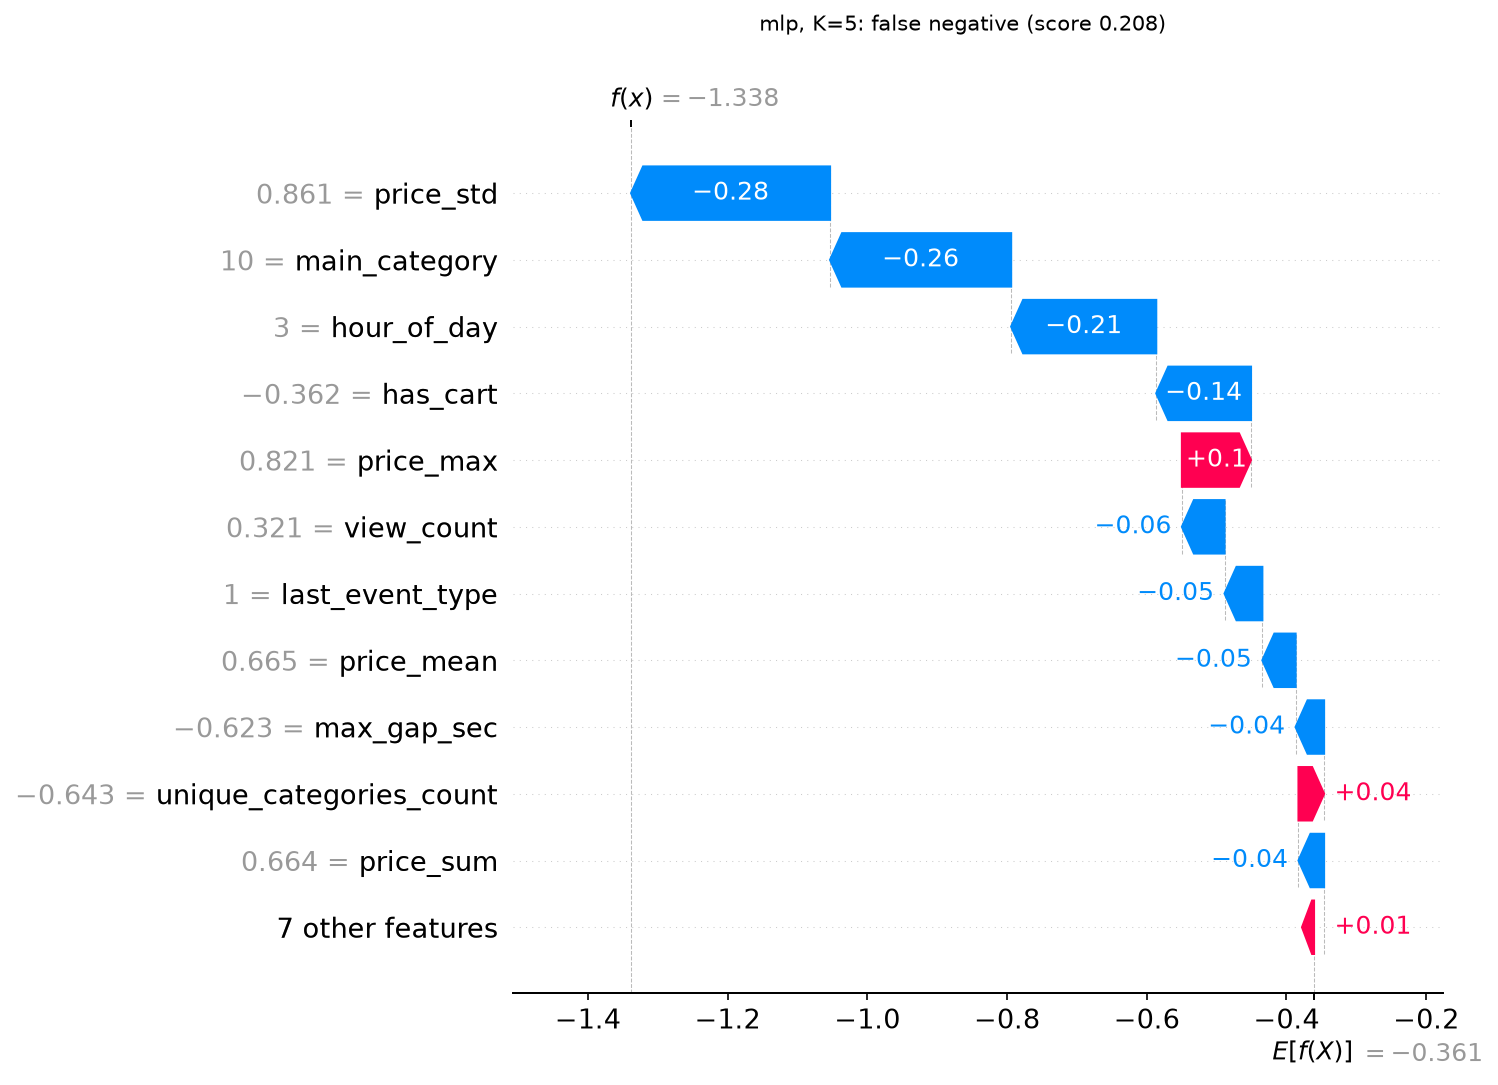 mlp, K=5: false negative (score 0.208)
f(x) = −1.338
0.861 = price_std −0.28
10 = main_category −0.26
3 = hour_of_day −0.21
−0.362 = has_cart −0.14
0.821 = price_max +0.1
0.321 = view_count −0.06
1 = last_event_type −0.05
0.665 = price_mean −0.05
−0.623 = max_gap_sec −0.04
−0.643 = unique_categories_count +0.04
0.664 = price_sum −0.04
7 other features +0.01
−1.4 −1.2 −1.0 −0.8 −0.6 −0.4 −0.2
E[f(X)] = −0.361